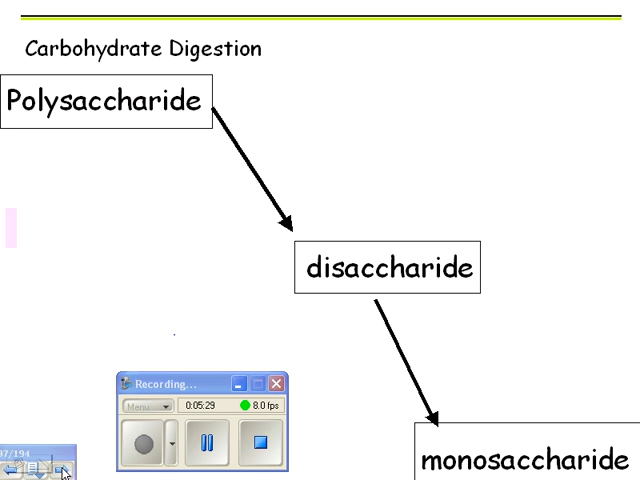 Carbohydrate Digestion
Polysaccharide
disaccharide
Recording...
Menu
0:05:29
8.0 fps
monosaccharide